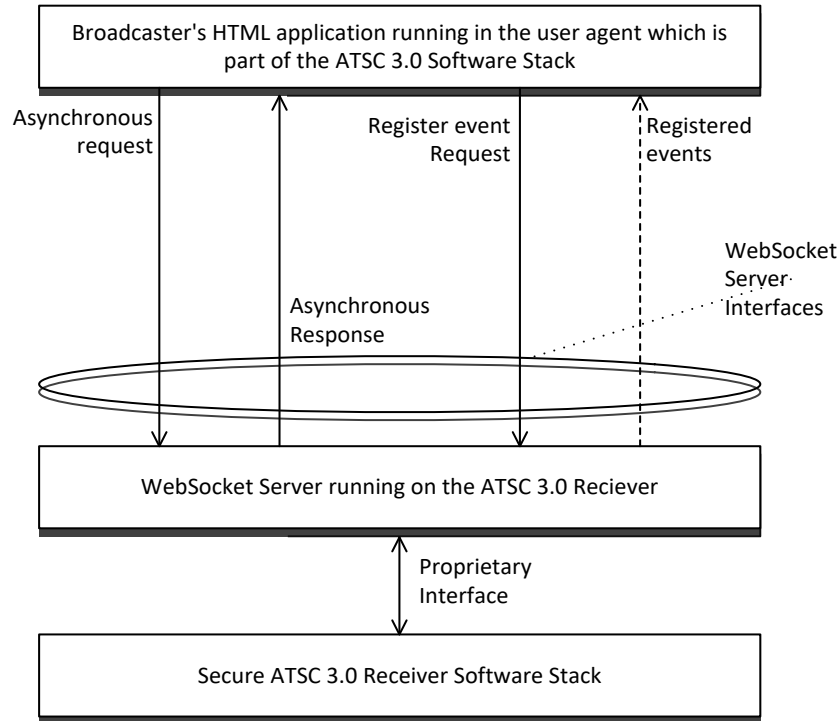 Broadcaster's HTML application running in the user agent which is
part of the ATSC 3.0 Software Stack
Asynchronous
request
Register event
Request
Registered
events
WebSocket
Server
Interfaces
Asynchronous
Response
WebSocket Server running on the ATSC 3.0 Reciever
Proprietary
Interface
Secure ATSC 3.0 Receiver Software Stack